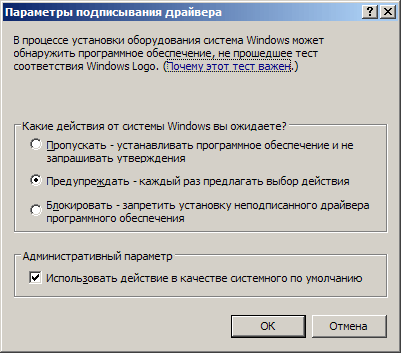 Параметры подписывания драйвера
В процессе установки оборудования система Windows может
обнаружить программное обеспечение, не прошедшее тест
соответствия Windows Logo. (Почему этот тест важен.)
Какие действия от системы Windows вы ожидаете?
Пропускать - устанавливать программное обеспечение и не
запрашивать утверждения
Предупреждать - каждый раз предлагать выбор действия
Блокировать - запретить установку неподписанного драйвера
программного обеспечения
Административный параметр
Использовать действие в качестве системного по умолчанию
OK
Отмена